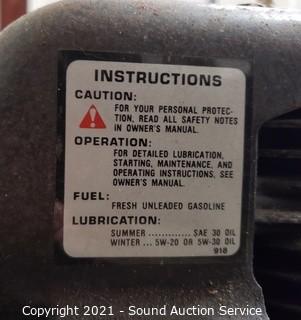 INSTRUCTIONS
CAUTION:
FOR YOUR PERSONAL PROTEC-
TION, READ ALL SAFETY NOTES
IN OWNER'S MANUAL.
OPERATION:
FOR DETAILED LUBRICATION,
STARTING, MAINTENANCE, AND
OPERATING INSTRUCTIONS, SEE
OWNER'S MANUAL.
FUEL:
FRESH UNLEADED GASOLINE
LUBRICATION:
SUMMER ............. SAE 30 OIL
WINTER ... 5W-20 OR 5W-30 OIL
918
Copyright 2021 - Sound Auction Service